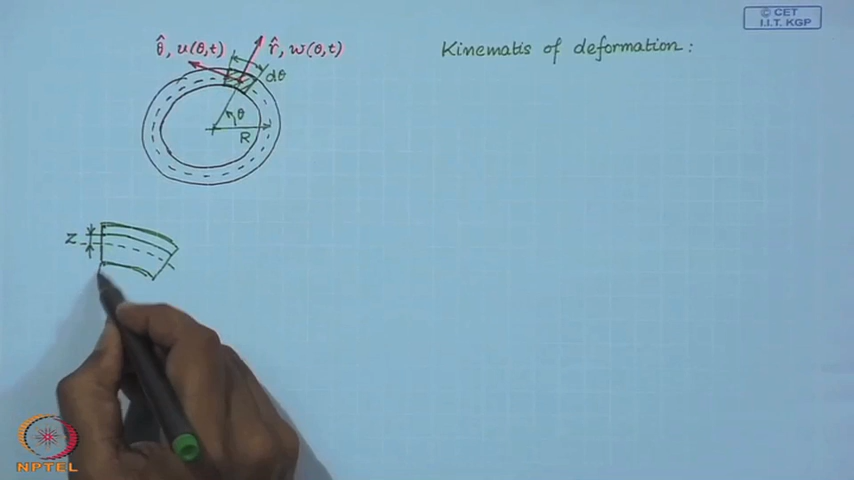 © CET
I.I.T. KGP
θ̂, u(θ,t)
r̂, w(θ,t)
Kinematis of deformation :
dθ
θ
R
Z
NPTEL